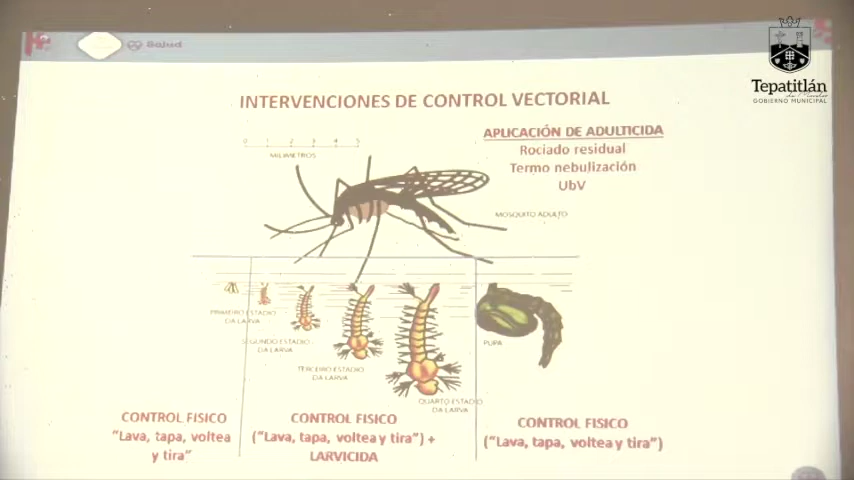 Salud
Tepatitlán
de Morelos
GOBIERNO MUNICIPAL
INTERVENCIONES DE CONTROL VECTORIAL
APLICACIÓN DE ADULTICIDA
Rociado residual
Termo nebulización
UbV
0 1 2 3 4 5
MILIMETROS
MOSQUITO ADULTO
PRIMEIRO ESTADIO
DA LARVA
SEGUNDO ESTADIO
DA LARVA
TERCEIRO ESTADIO
DA LARVA
QUARTO ESTADIO
DA LARVA
PUPA
CONTROL FISICO
“Lava, tapa, voltea
y tira”
CONTROL FISICO
(“Lava, tapa, voltea y tira”) +
LARVICIDA
CONTROL FISICO
(“Lava, tapa, voltea y tira”)